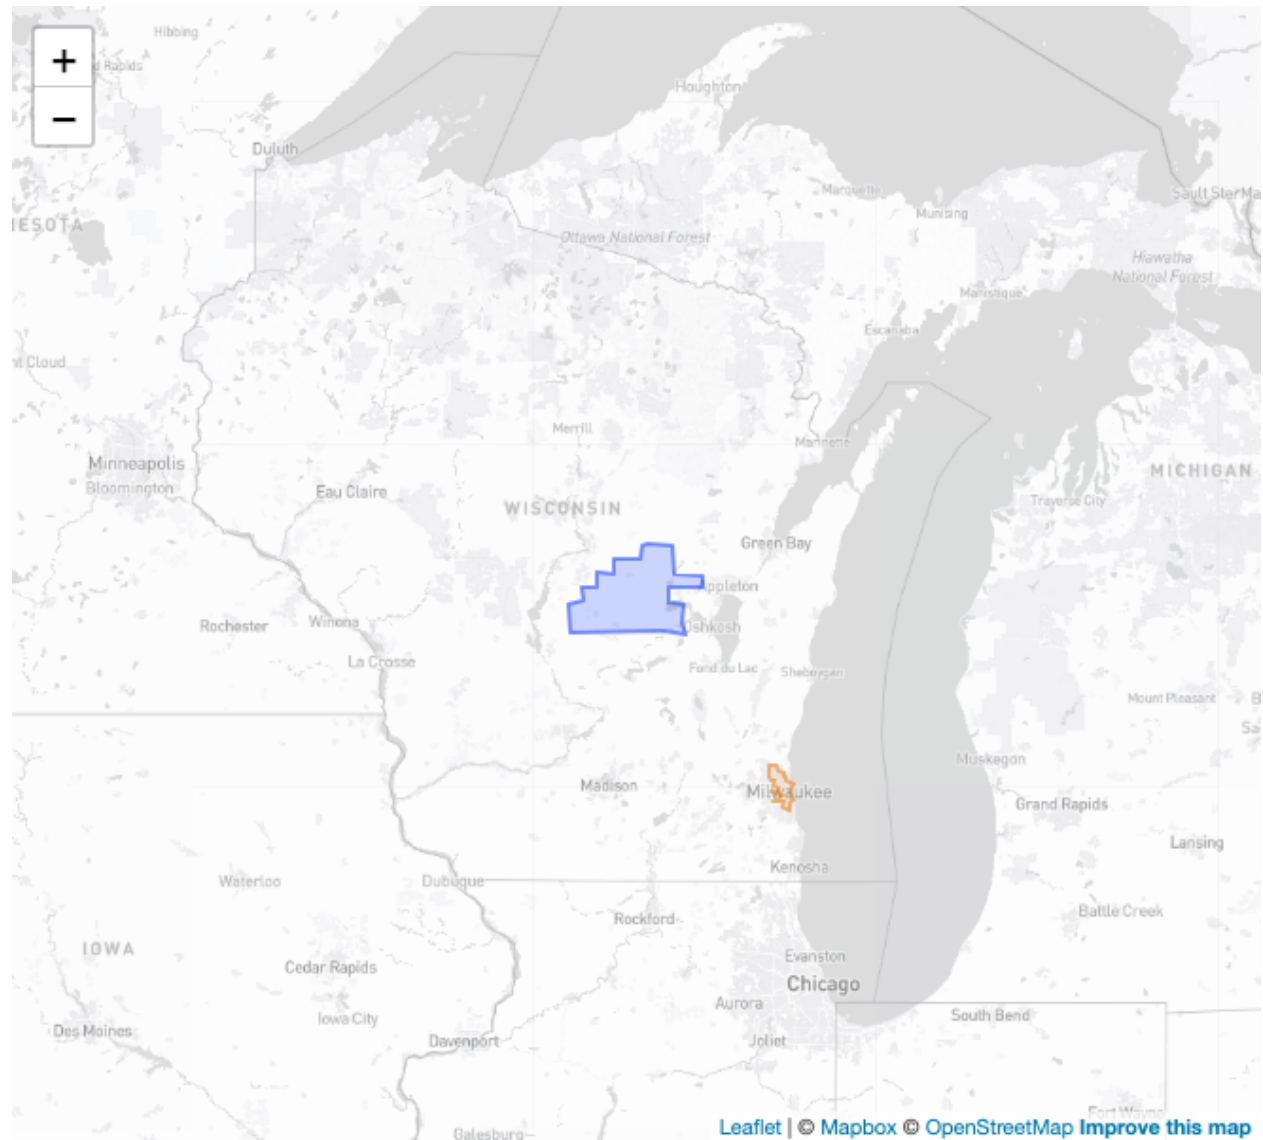 +
−
Hibbing
d Rapids
Houghton
Duluth
Marquette
Sault Ste
Ma
Munising
IESOTA
Ottawa National Forest
Hiawatha
National Forest
Manistique
Escanaba
nt Cloud
Merrill
Marinette
Minneapolis
Bloomington
MICHIGAN
Eau Claire
Traverse City
WISCONSIN
Green Bay
Appleton
Rochester
Winona
Oshkosh
La Crosse
Fond du Lac
Sheboygan
Mount Pleasant
B
Sa
Muskegon
Madison
Milwaukee
Grand Rapids
Lansing
Kenosha
Waterloo
Dubuque
Rockford
Battle Creek
IOWA
Evanston
Cedar Rapids
Chicago
Aurora
Iowa City
South Bend
Des Moines
Davenport
Joliet
Fort Wayne
Galesburg
Leaflet | © Mapbox © OpenStreetMap Improve this map